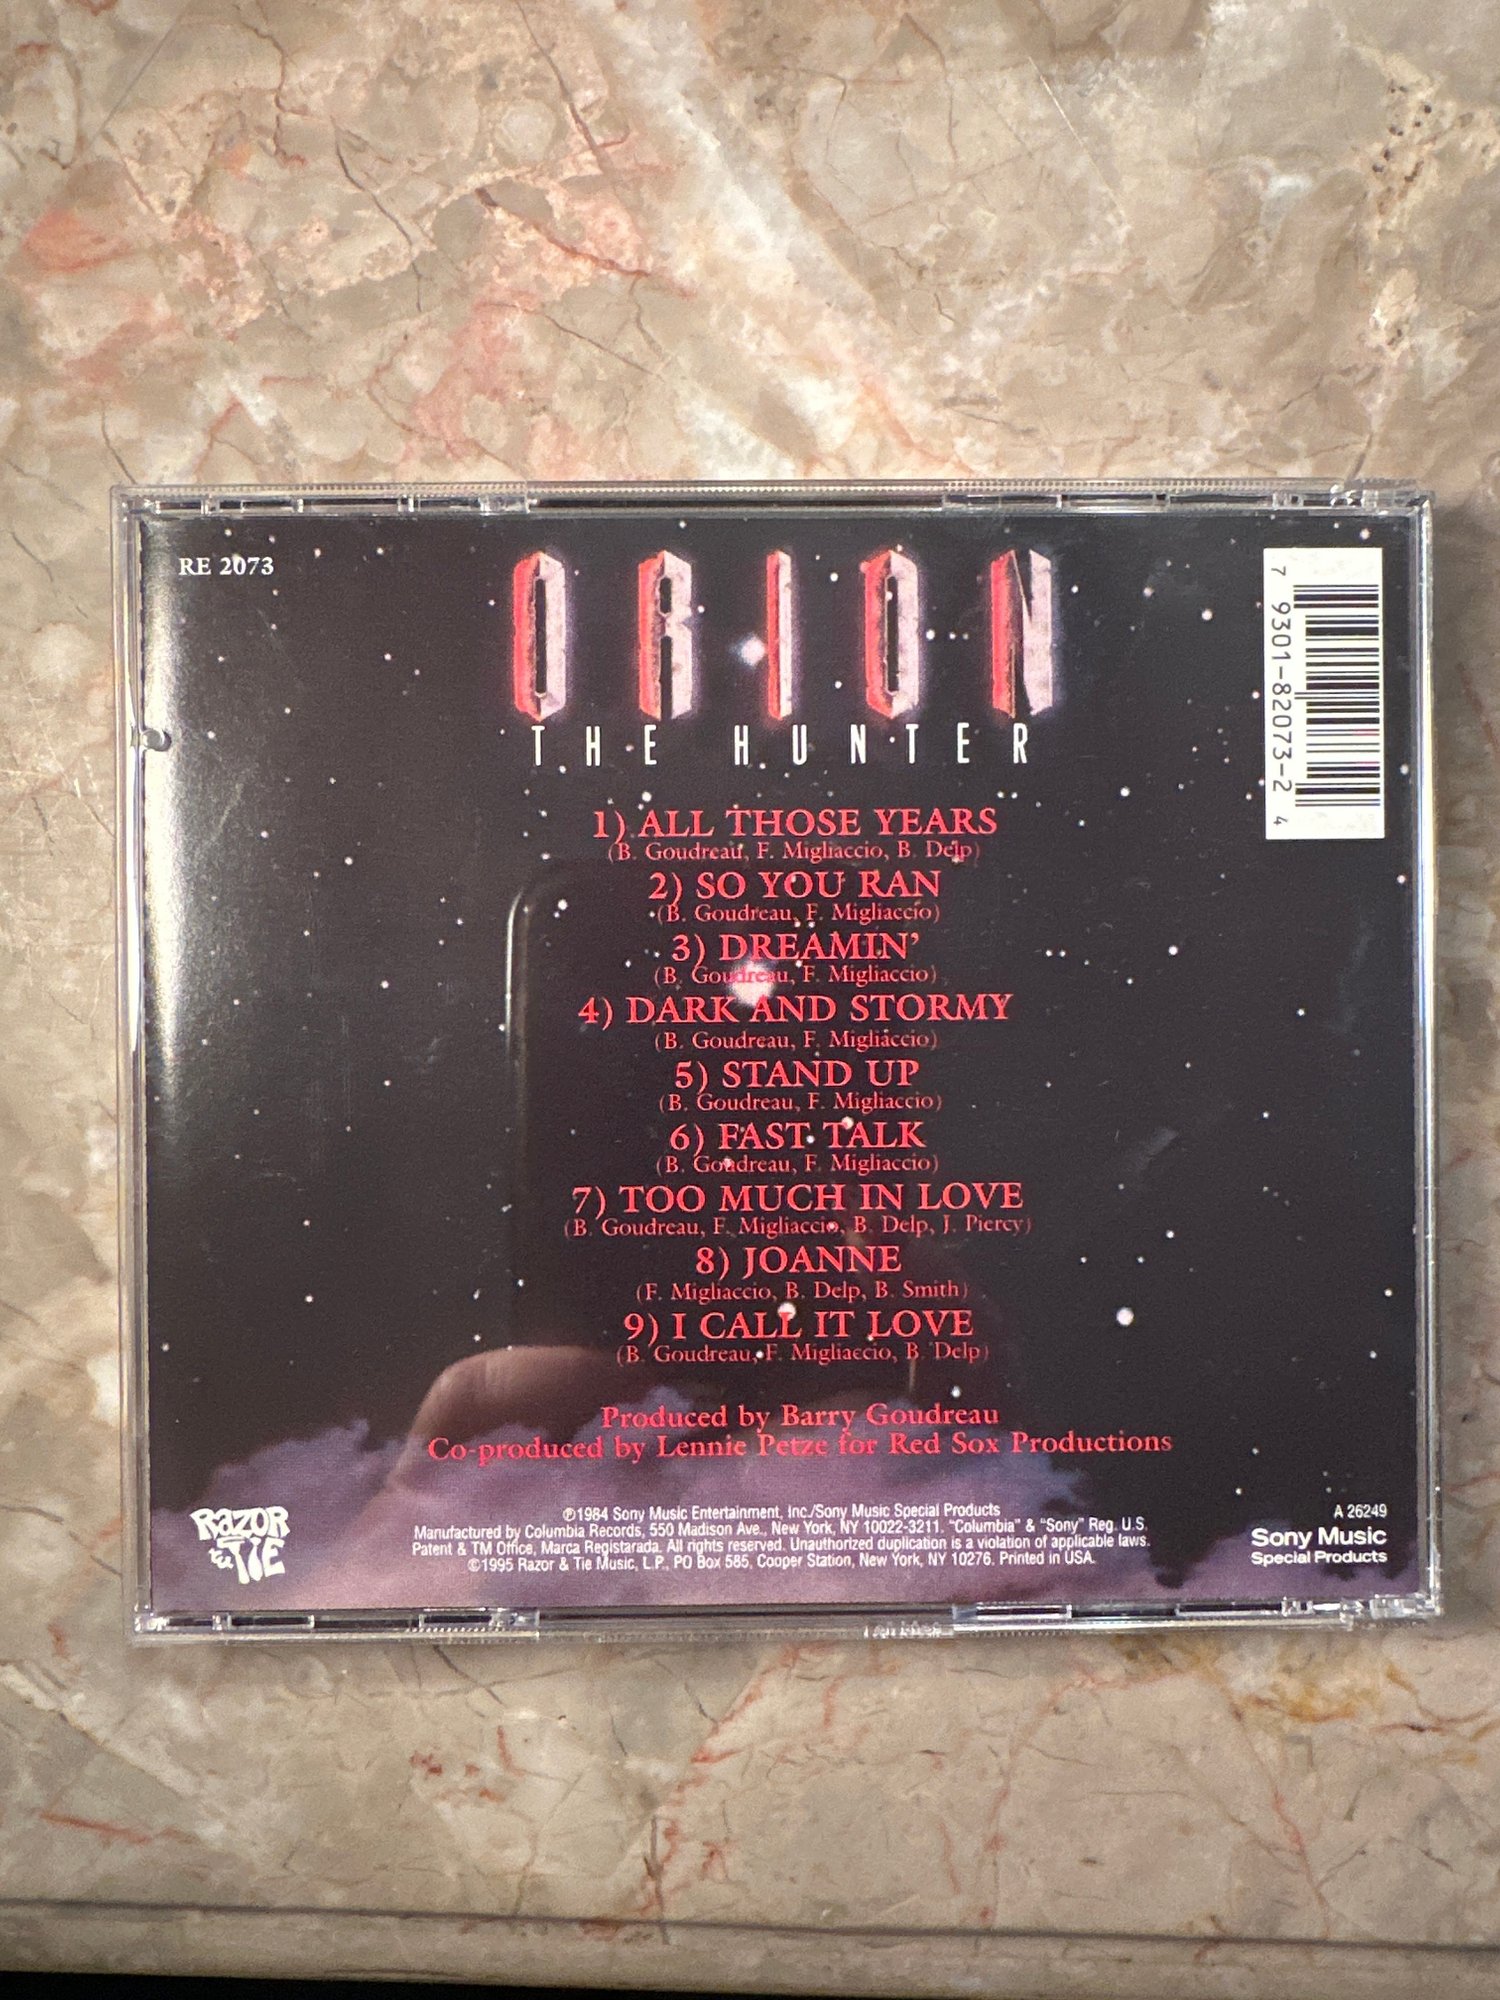 RE 2073
ORION
THE HUNTER
7 93018-2073-2 4
1) ALL THOSE YEARS
(B. Goudreau, F. Migliaccio, B. Delp)
2) SO YOU RAN
(B. Goudreau, F. Migliaccio)
3) DREAMIN'
(B. Goudreau, F. Migliaccio)
4) DARK AND STORMY
(B. Goudreau, F. Migliaccio)
5) STAND UP
(B. Goudreau, F. Migliaccio)
6) FAST TALK
(B. Goudreau, F. Migliaccio)
7) TOO MUCH IN LOVE
(B. Goudreau, F. Migliaccio, B. Delp, J. Piercy)
8) JOANNE
(F. Migliaccio, B. Delp, B. Smith)
9) I CALL IT LOVE
(B. Goudreau, F. Migliaccio, B. Delp)
Produced by Barry Goudreau
Co-produced by Lennie Petze for Red Sox Productions
RAZOR
& TIE
℗1984 Sony Music Entertainment, Inc./Sony Music Special Products
Manufactured by Columbia Records, 550 Madison Ave., New York, NY 10022-3211. "Columbia" & "Sony" Reg. U.S.
Patent & TM Office, Marca Registarada. All rights reserved. Unauthorized duplication is a violation of applicable laws.
©1995 Razor & Tie Music, L.P., PO Box 585, Cooper Station, New York, NY 10276. Printed in USA.
A 26249
Sony Music
Special Products